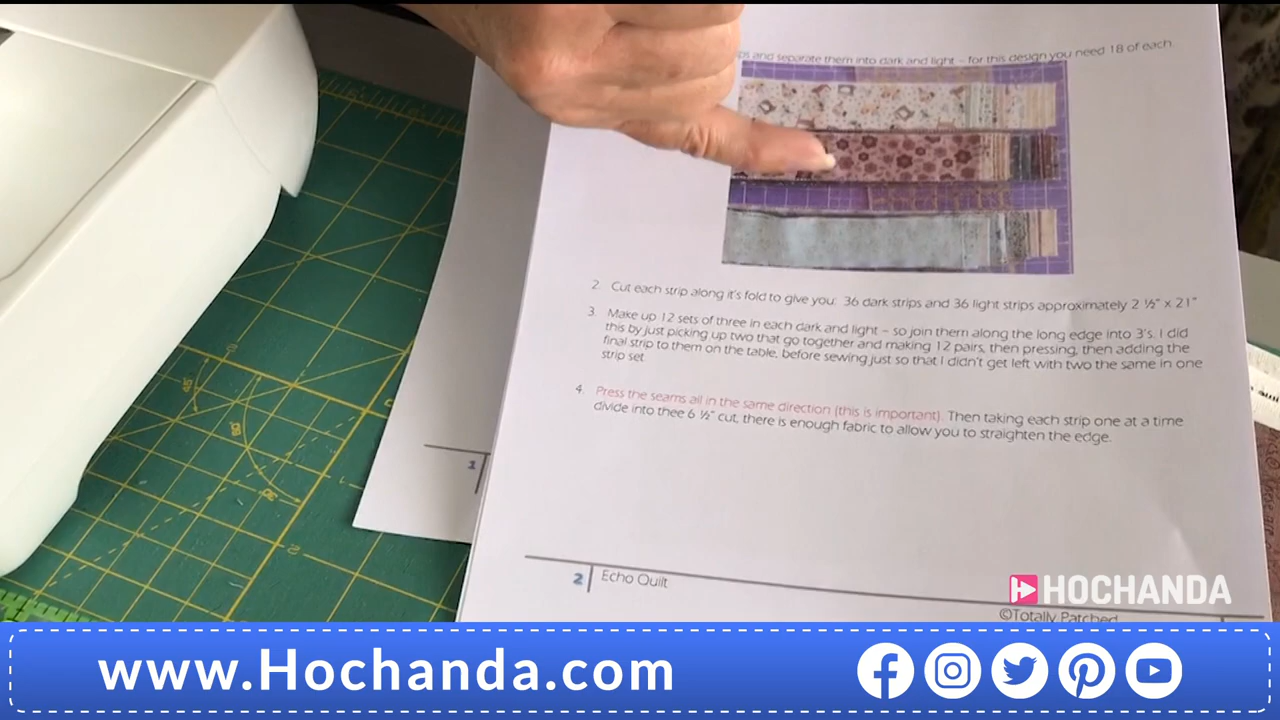 and separate them into dark and light – for this design you need 18 of each.
2. Cut each strip along it's fold to give you: 36 dark strips and 36 light strips approximately 2 ½" x 21"
3. Make up 12 sets of three in each dark and light – so join them along the long edge into 3's. I did
this by just picking up two that go together and making 12 pairs, then pressing, then adding the
final strip to them on the table, before sewing just so that I didn't get left with two the same in one
strip set
4. Press the seams all in the same direction (this is important). Then taking each strip one at a time
divide into thee 6 ½" cut, there is enough fabric to allow you to straighten the edge.
1
2 Echo Quilt
HOCHANDA
©Totally Patched
www.Hochanda.com